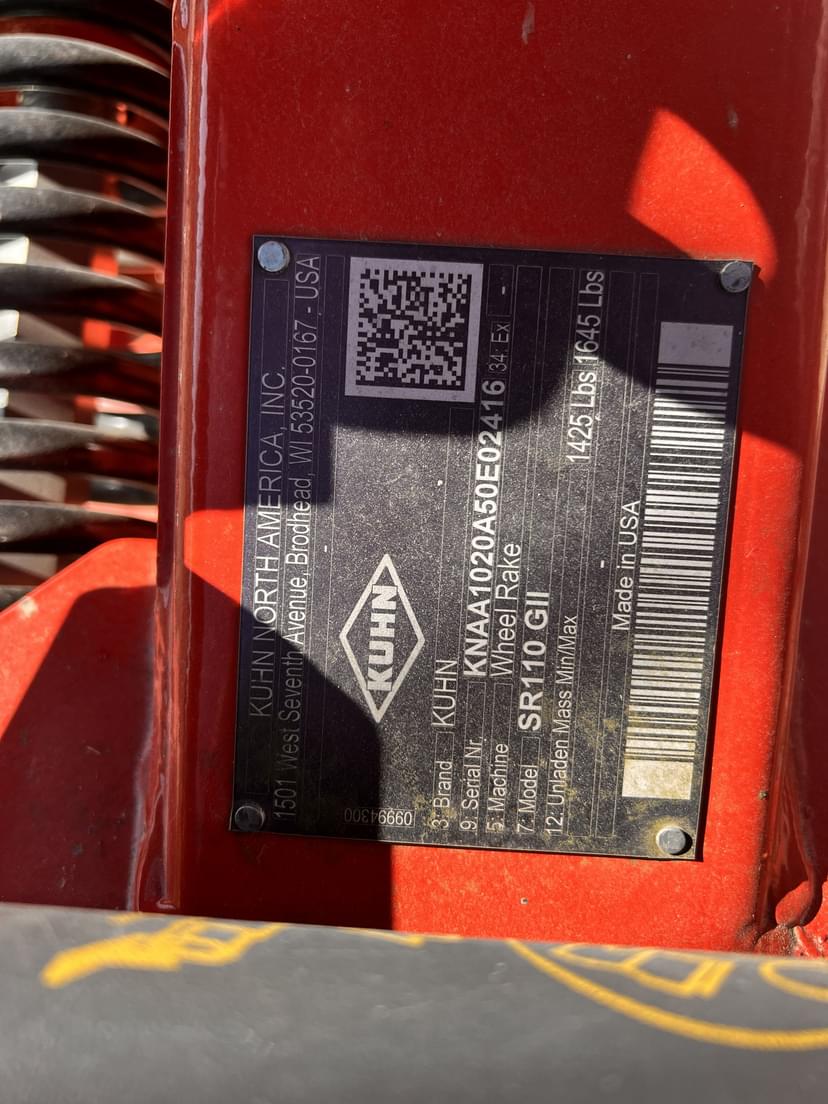 KUHN NORTH AMERICA, INC.
1501 West Seventh Avenue, Brodhead, WI 53520-0167 - USA
-
KUHN
09994300
3: Brand KUHN
9: Serial Nr. KNAA1020A50E02416 34: Ex -
5: Machine Wheel Rake
7: Model SR110 GII
12: Unladen Mass Min/Max 1425 Lbs 1645 Lbs
-
Made in USA